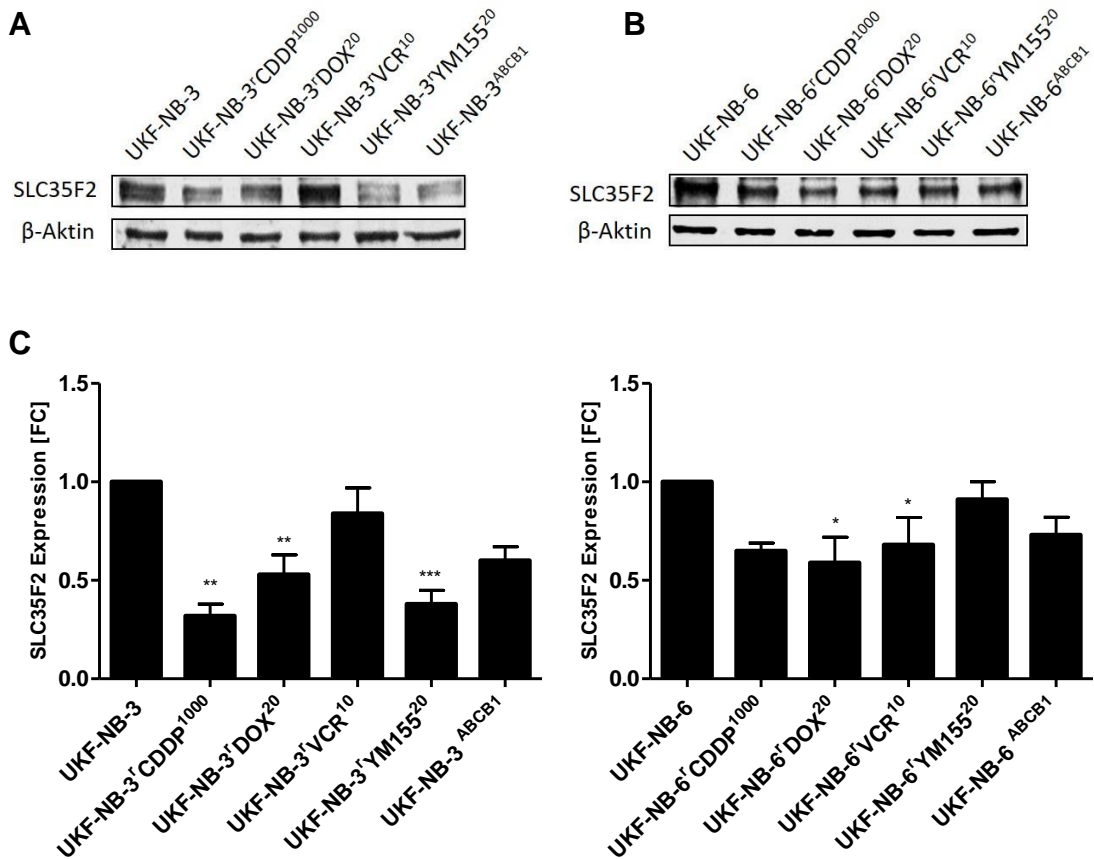 A
UKF-NB-3
UKF-NB-3ʳCDDP¹⁰⁰⁰
UKF-NB-3ʳDOX²⁰
UKF-NB-3ʳVCR¹⁰
UKF-NB-3ʳYM155²⁰
UKF-NB-3ᴬᴮᶜᴮ¹
SLC35F2
β-Aktin
B
UKF-NB-6
UKF-NB-6ʳCDDP¹⁰⁰⁰
UKF-NB-6ʳDOX²⁰
UKF-NB-6ʳVCR¹⁰
UKF-NB-6ʳYM155²⁰
UKF-NB-6ᴬᴮᶜᴮ¹
SLC35F2
β-Aktin
C
SLC35F2 Expression [FC]
1.5
1.0
0.5
0.0
**
**
***
UKF-NB-3
UKF-NB-3ʳCDDP¹⁰⁰⁰
UKF-NB-3ʳDOX²⁰
UKF-NB-3ʳVCR¹⁰
UKF-NB-3ʳYM155²⁰
UKF-NB-3 ᴬᴮᶜᴮ¹
SLC35F2 Expression [FC]
1.5
1.0
0.5
0.0
*
*
UKF-NB-6
UKF-NB-6ʳCDDP¹⁰⁰⁰
UKF-NB-6ʳDOX²⁰
UKF-NB-6ʳVCR¹⁰
UKF-NB-6ʳYM155²⁰
UKF-NB-6 ᴬᴮᶜᴮ¹